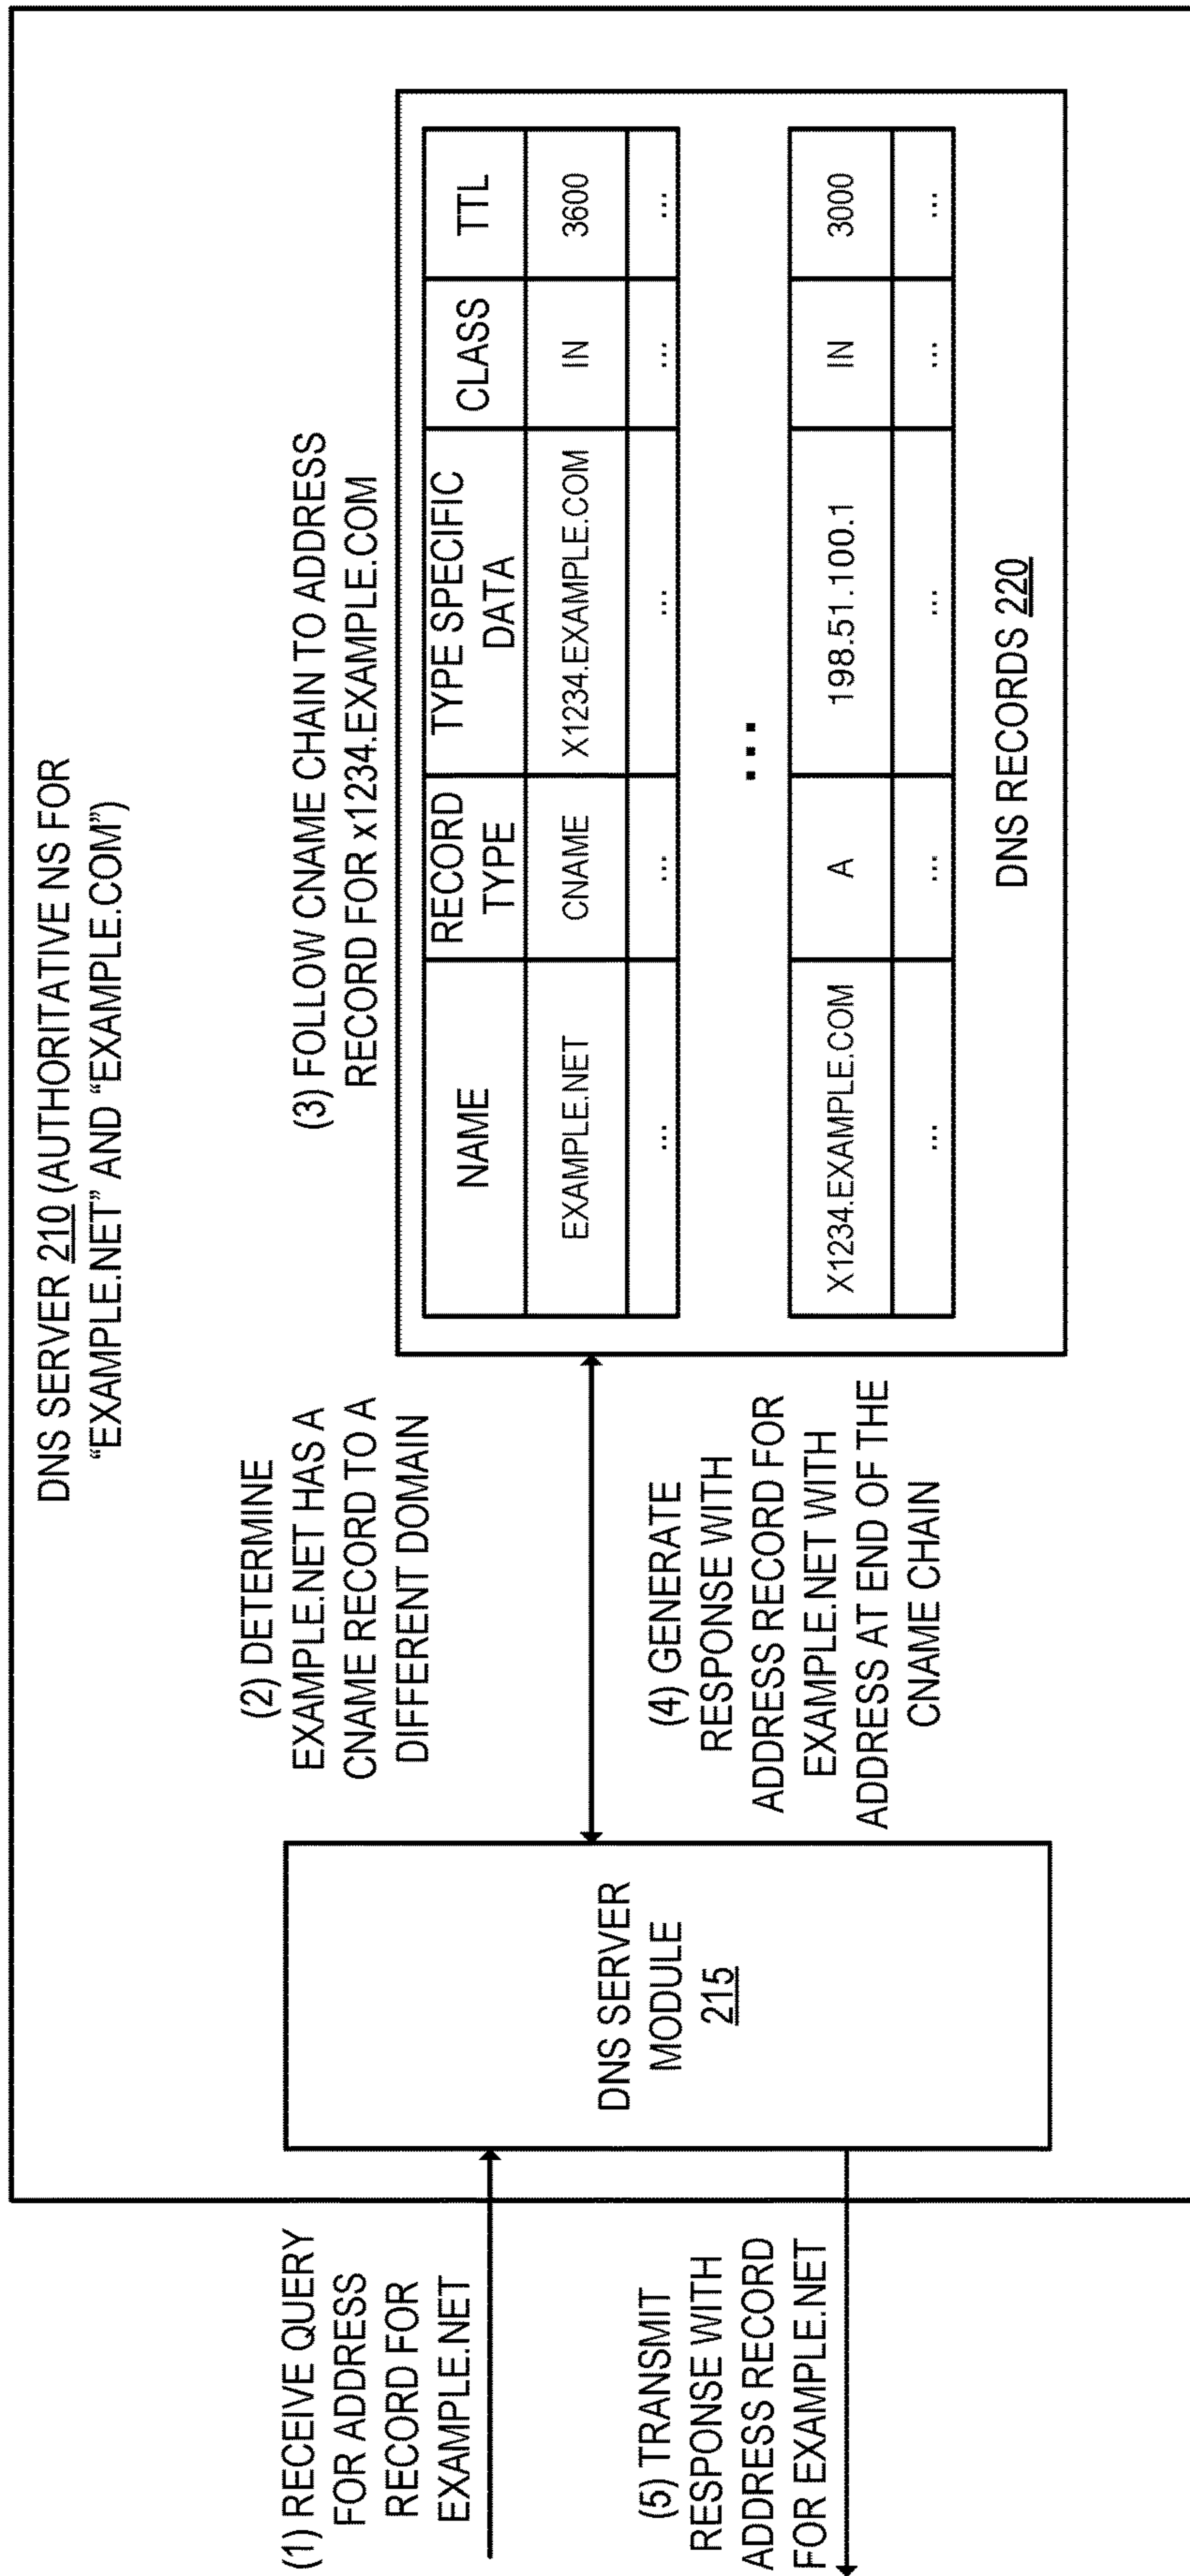 DNS SERVER 210 (AUTHORITATIVE NS FOR
“EXAMPLE.NET” AND “EXAMPLE.COM”)
(1) RECEIVE QUERY
FOR ADDRESS
RECORD FOR
EXAMPLE.NET
(5) TRANSMIT
RESPONSE WITH
ADDRESS RECORD
FOR EXAMPLE.NET
DNS SERVER
MODULE
215
(2) DETERMINE
EXAMPLE.NET HAS A
CNAME RECORD TO A
DIFFERENT DOMAIN
(4) GENERATE
RESPONSE WITH
ADDRESS RECORD FOR
EXAMPLE.NET WITH
ADDRESS AT END OF THE
CNAME CHAIN
(3) FOLLOW CNAME CHAIN TO ADDRESS
RECORD FOR x1234.EXAMPLE.COM
NAME RECORD TYPE TYPE SPECIFIC DATA CLASS TTL
EXAMPLE.NET CNAME X1234.EXAMPLE.COM IN 3600
... ... ... ... ...
...
X1234.EXAMPLE.COM A 198.51.100.1 IN 3000
... ... ... ... ...
DNS RECORDS 220